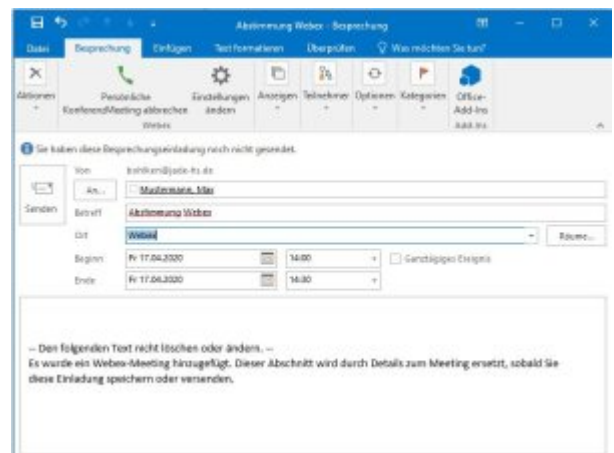 Abstimmung Webex - Besprechung
Datei Besprechung Einfügen Text formatieren Überprüfen Was möchten Sie tun?
Aktionen
Persönliche
Konferenz/Meeting abbrechen
Einstellungen
ändern
Anzeigen Teilnehmer Optionen Kategorien
Office-
Add-Ins
Webex
Add-Ins
Sie haben diese Besprechungseinladung noch nicht gesendet.
Senden
Von
An... Mustermann, Max
Betreff Abstimmung Webex
Ort Webex Räume...
Beginn Fr 17.04.2020 14:00 Ganztägiges Ereignis
Ende Fr 17.04.2020 14:30
-- Den folgenden Text nicht löschen oder ändern. --
Es wurde ein Webex-Meeting hinzugefügt. Dieser Abschnitt wird durch Details zum Meeting ersetzt, sobald Sie
diese Einladung speichern oder versenden.